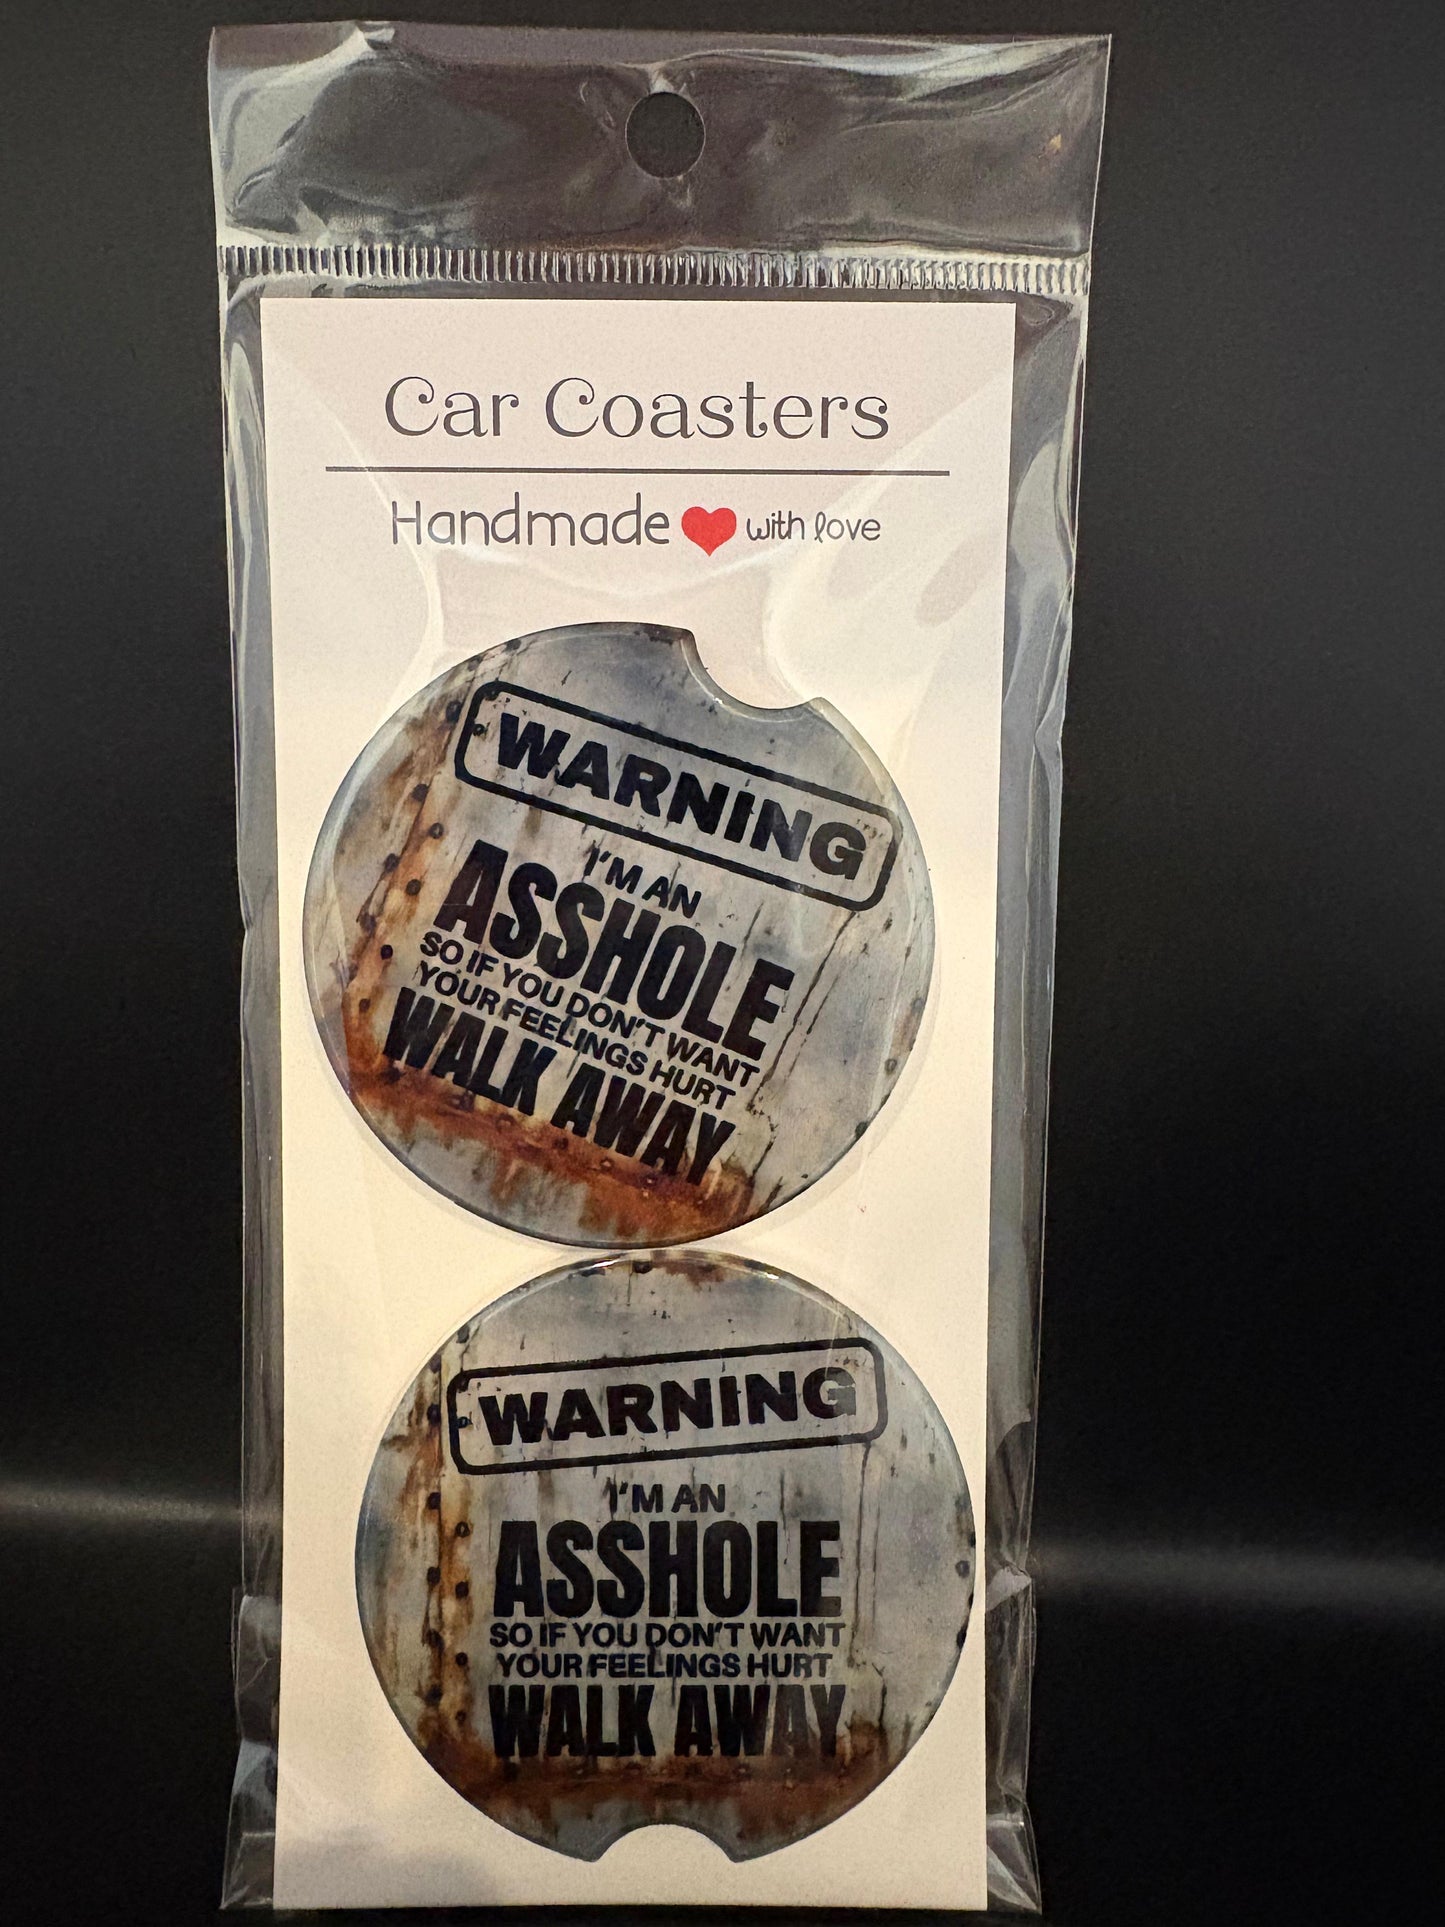 Car Coasters
Handmade with love
WARNING
I'M AN
ASSHOLE
SO IF YOU DON'T WANT
YOUR FEELINGS HURT
WALK AWAY
WARNING
I'M AN
ASSHOLE
SO IF YOU DON'T WANT
YOUR FEELINGS HURT
WALK AWAY